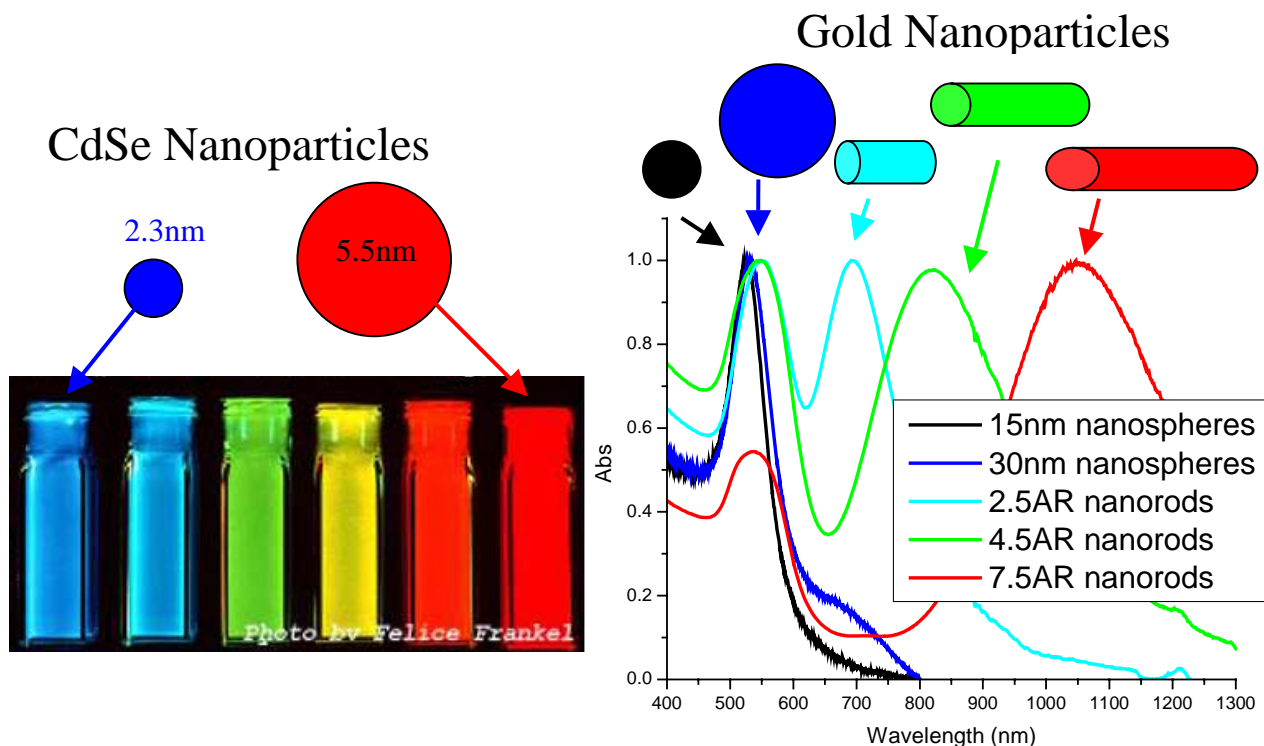 Gold Nanoparticles
CdSe Nanoparticles
2.3nm
5.5nm
Photo by Felice Frankel
Abs
1.0
0.8
0.6
0.4
0.2
0.0
15nm nanospheres
30nm nanospheres
2.5AR nanorods
4.5AR nanorods
7.5AR nanorods
400 500 600 700 800 900 1000 1100 1200 1300
Wavelength (nm)